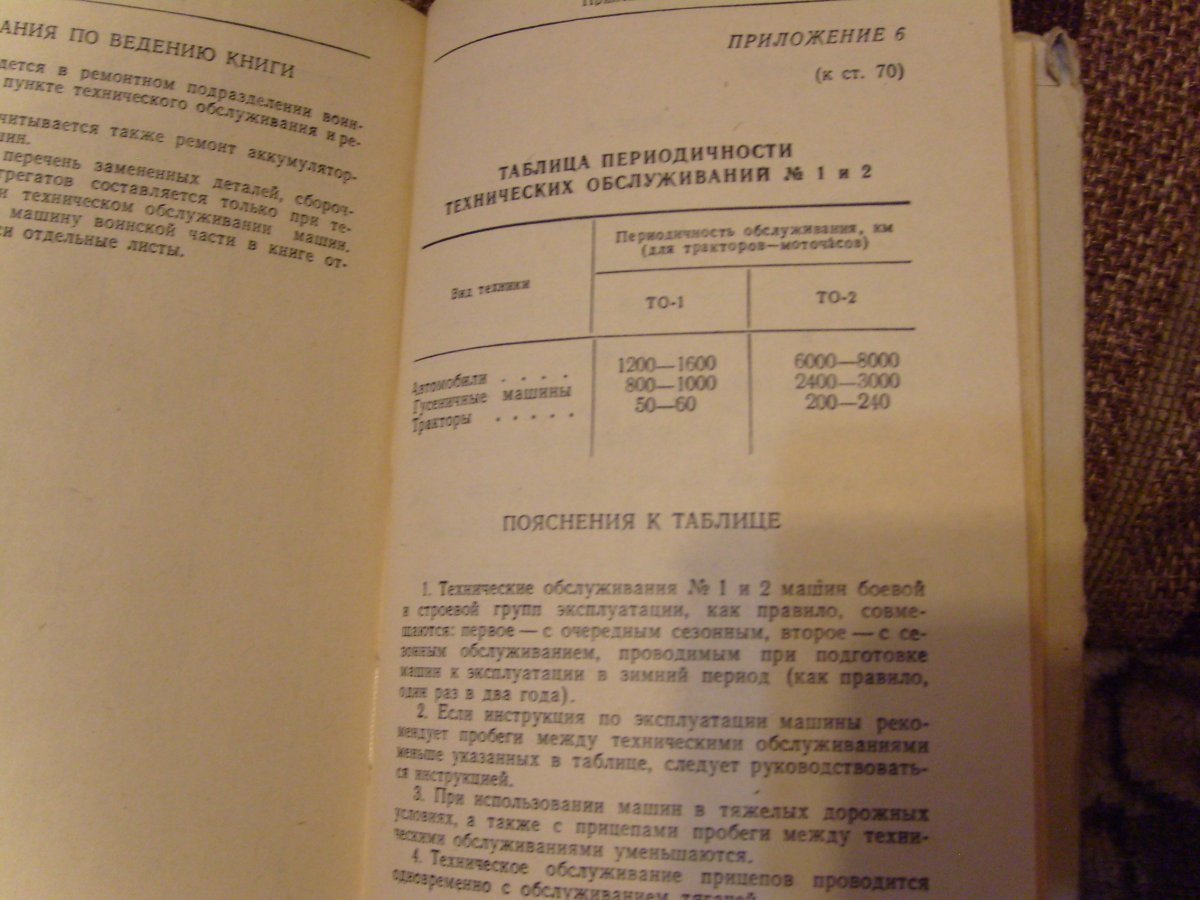 АНИЯ ПО ВЕДЕНИЮ КНИГИ
дется в ремонтном подразделении воин-
пункте технического обслуживания и ре-
читывается также ремонт аккумулятор-
шин.
перечень замененных деталей, сбороч-
грегатов составляется только при те-
и техническом обслуживании машин.
машину воинской части в книге от-
ся отдельные листы.
ПРИЛОЖЕНИЕ 6
(к ст. 70)
ТАБЛИЦА ПЕРИОДИЧНОСТИ
ТЕХНИЧЕСКИХ ОБСЛУЖИВАНИЙ № 1 и 2
Вид техники
Периодичность обслуживания, км
(для тракторов—моточасов)
ТО-1 ТО-2
Автомобили . . . . 1200—1600 6000—8000
Гусеничные машины 800—1000 2400—3000
Тракторы . . . . . 50—60 200—240
ПОЯСНЕНИЯ К ТАБЛИЦЕ
1. Технические обслуживания № 1 и 2 машин боевой
и строевой групп эксплуатации, как правило, совме-
щаются: первое — с очередным сезонным, второе — с се-
зонным обслуживанием, проводимым при подготовке
машин к эксплуатации в зимний период (как правило,
один раз в два года).
2. Если инструкция по эксплуатации машины реко-
мендует пробеги между техническими обслуживаниями
меньше указанных в таблице, следует руководствовать-
ся инструкцией.
3. При использовании машин в тяжелых дорожных
условиях, а также с прицепами пробеги между техни-
ческими обслуживаниями уменьшаются.
4. Техническое обслуживание прицепов проводится
одновременно с обслуживанием тягачей.